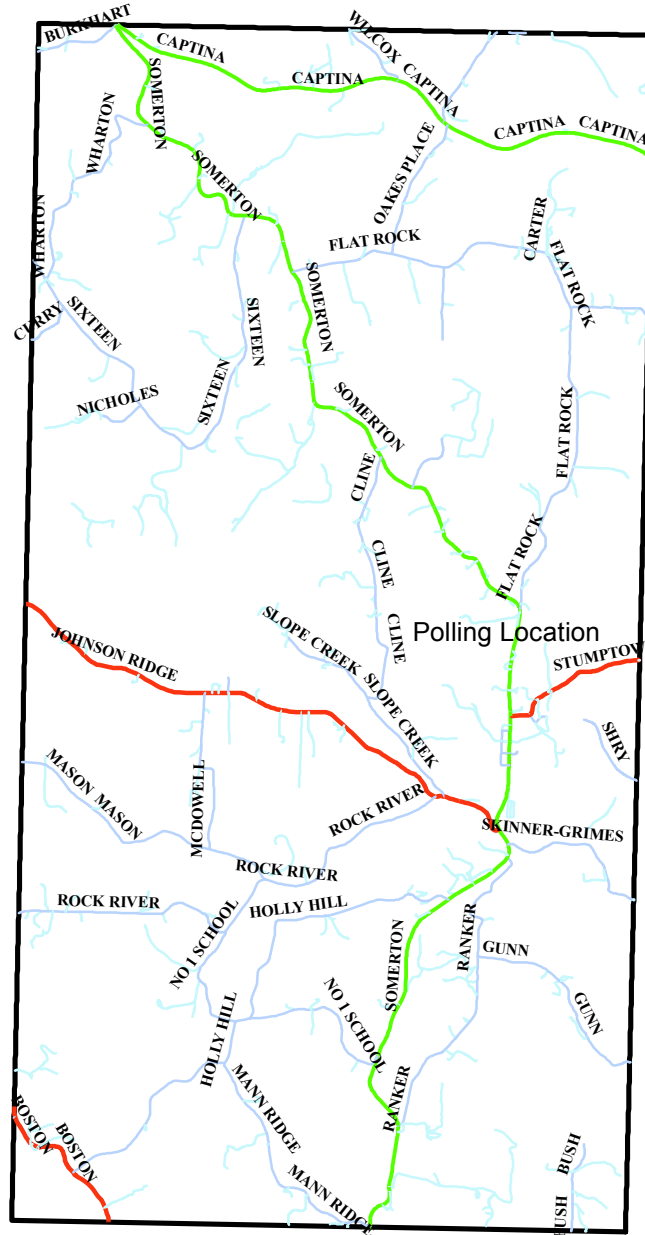 BURKHART
CAPTINA
WILCOX
CAPTINA
CAPTINA
CAPTINA
CAPTINA
SOMERTON
WHARTON
SOMERTON
OAKES PLACE
FLAT ROCK
CARTER
FLAT ROCK
WHARTON
SOMERTON
CURRY
SIXTEEN
SIXTEEN
NICHOLES
SIXTEEN
SOMERTON
FLAT ROCK
CLINE
FLAT ROCK
CLINE
CLINE
Polling Location
SLOPE CREEK
JOHNSON RIDGE
STUMPTOW
SLOPE CREEK
SHRY
MASON
MASON
MCDOWELL
ROCK RIVER
SKINNER-GRIMES
ROCK RIVER
ROCK RIVER
HOLLY HILL
NO 1 SCHOOL
RANKER
GUNN
SOMERTON
GUNN
NO 1 SCHOOL
HOLLY HILL
MANN RIDGE
RANKER
BOSTON
BOSTON
BUSH
MANN RIDGE
BUSH